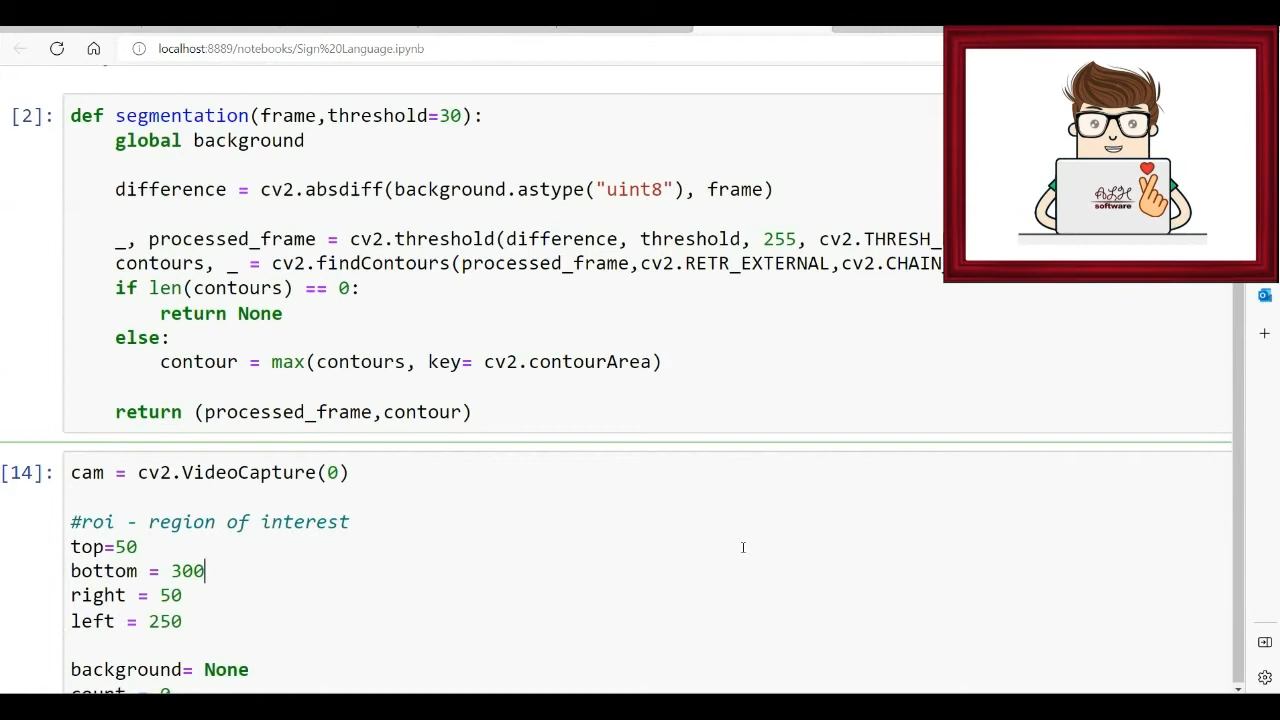 localhost:8889/notebooks/Sign%20Language.ipynb
[2]:
def segmentation(frame,threshold=30):
global background
difference = cv2.absdiff(background.astype("uint8"), frame)
_, processed_frame = cv2.threshold(difference, threshold, 255, cv2.THRESH_
contours, _ = cv2.findContours(processed_frame,cv2.RETR_EXTERNAL,cv2.CHAIN_
if len(contours) == 0:
return None
else:
contour = max(contours, key= cv2.contourArea)
return (processed_frame,contour)
[14]:
cam = cv2.VideoCapture(0)
#roi - region of interest
top=50
bottom = 300
right = 50
left = 250
background= None
count = 0
software